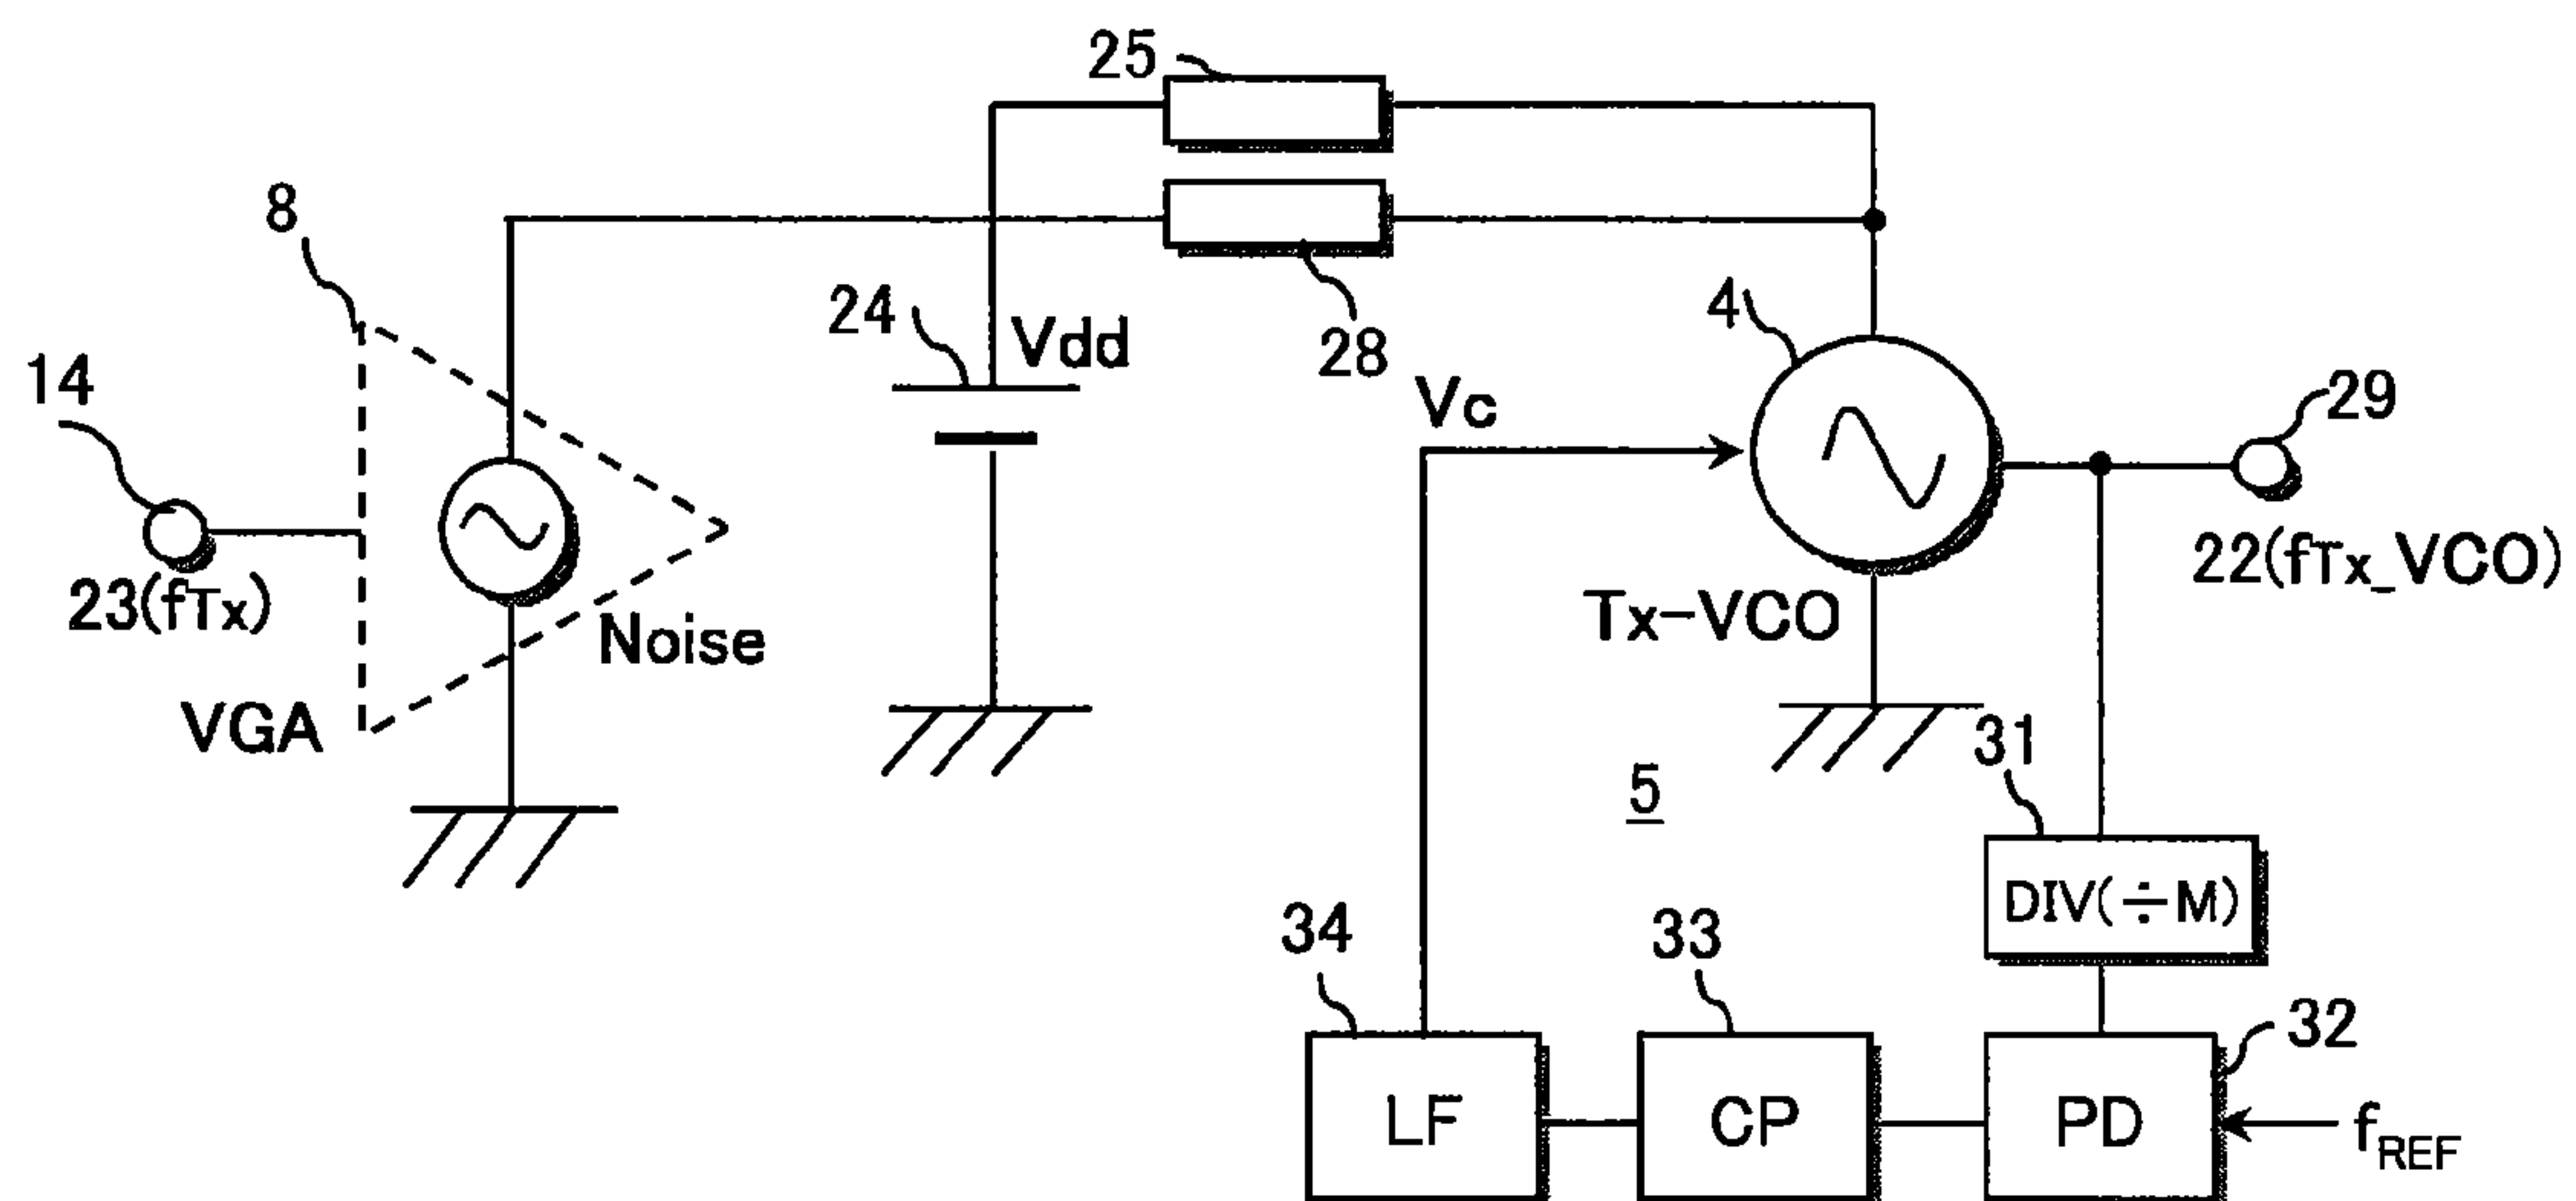 25
8
24
Vdd
28
4
14
Vc
29
23(fTx)
22(fTx_VCO)
Noise
Tx-VCO
VGA
31
5
DIV(÷M)
34
33
32
LF
CP
PD
fREF